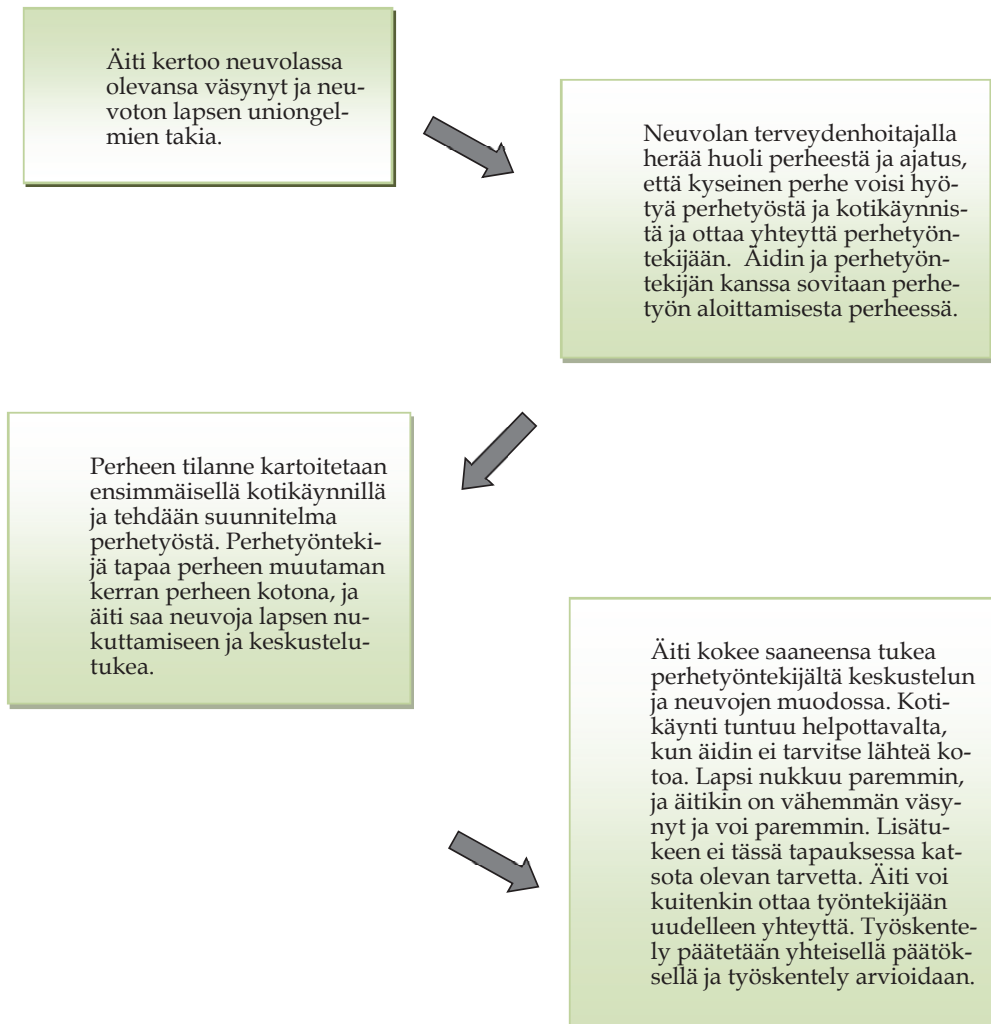 Äiti kertoo neuvolassa
olevansa väsynyt ja neu-
voton lapsen uniongel-
mien takia.
Neuvolan terveydenhoitajalla
herää huoli perheestä ja ajatus,
että kyseinen perhe voisi hyö-
tyä perhetyöstä ja kotikäynnis-
tä ja ottaa yhteyttä perhetyön-
tekijään.  Äidin ja perhetyön-
tekijän kanssa sovitaan perhe-
työn aloittamisesta perheessä.
Perheen tilanne kartoitetaan
ensimmäisellä kotikäynnillä
ja tehdään suunnitelma
perhetyöstä. Perhetyönteki-
jä tapaa perheen muutaman
kerran perheen kotona, ja
äiti saa neuvoja lapsen nu-
kuttamiseen ja keskustelu-
tukea.
Äiti kokee saaneensa tukea
perhetyöntekijältä keskustelun
ja neuvojen muodossa. Koti-
käynti tuntuu helpottavalta,
kun äidin ei tarvitse lähteä ko-
toa. Lapsi nukkuu paremmin,
ja äitikin on vähemmän väsy-
nyt ja voi paremmin. Lisätu-
keen ei tässä tapauksessa kat-
sota olevan tarvetta. Äiti voi
kuitenkin ottaa työntekijään
uudelleen yhteyttä. Työskente-
ly päätetään yhteisellä päätök-
sellä ja työskentely arvioidaan.